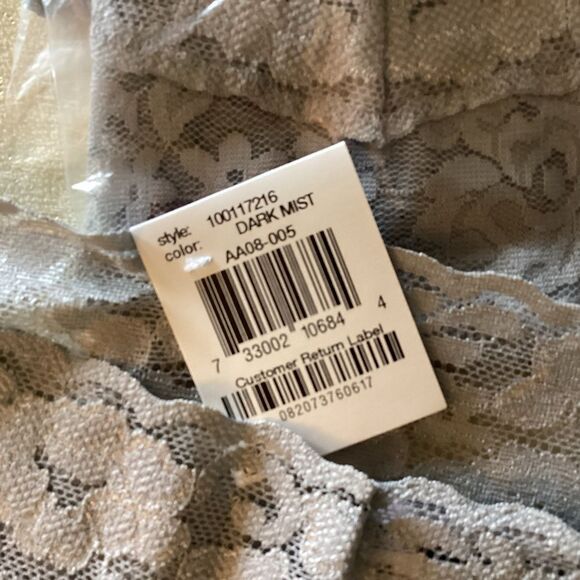 style: 100117216
color: DARK MIST
AA08-005
7 33002 10684 4
Customer Return Label
082073760617